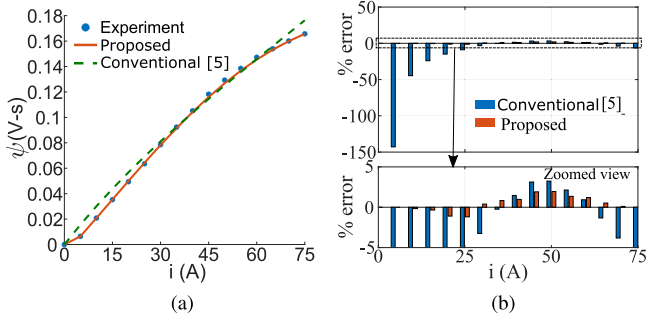 0.18
0.16
0.14
0.12
0.1
0.08
0.06
0.04
0.02
0
ψ(V-s)
Experiment
Proposed
Conventional [5]
0 15 30 45 60 75
i (A)
(a)
50
0
-50
-100
-150
% error
Conventional[5]
Proposed
Zoomed view
5
0
5
% error
0 25 50 75
i (A)
(b)